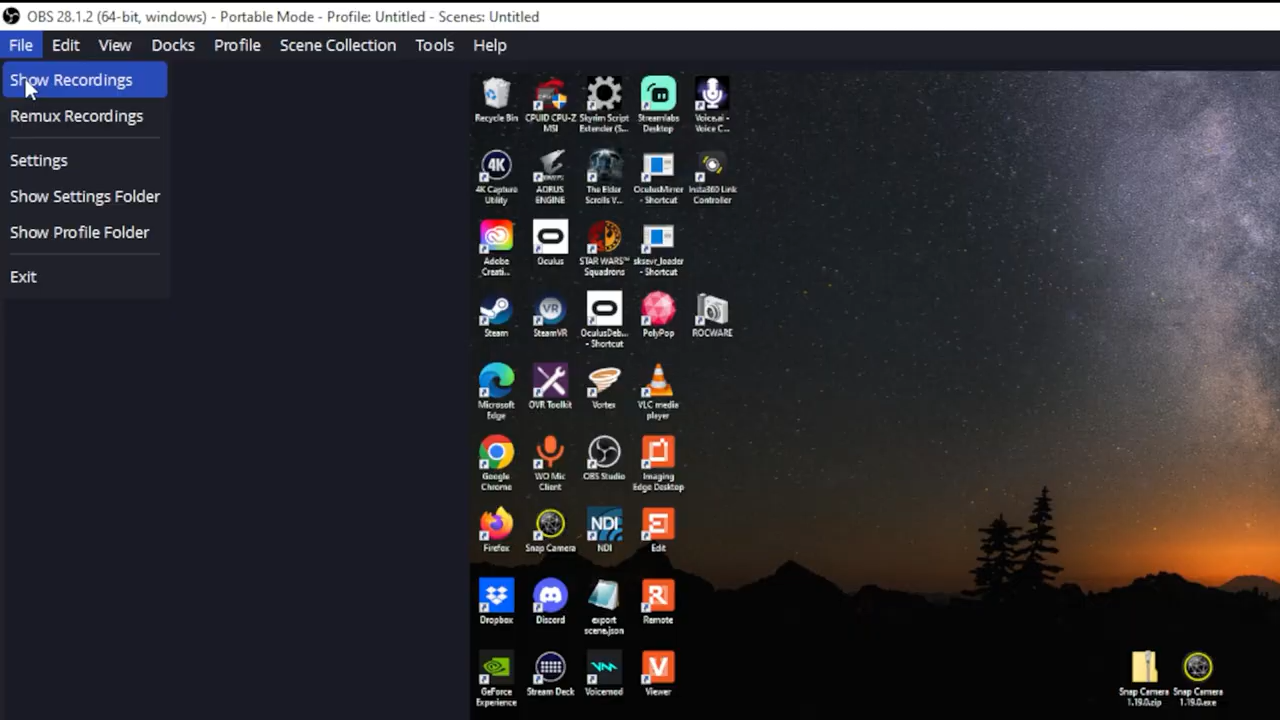 OBS 28.1.2 (64-bit, windows) - Portable Mode - Profile: Untitled - Scenes: Untitled
File Edit View Docks Profile Scene Collection Tools Help
Show Recordings
Remux Recordings
Settings
Show Settings Folder
Show Profile Folder
Exit
Recycle Bin
CPUID CPU-Z
MSI
Skyrim Script
Extender (S...
Streamlabs
Desktop
Voice.ai -
Voice C...
4K
4K Capture
Utility
AORUS
ENGINE
The Elder
Scrolls V...
OculusMirror
- Shortcut
Insta360 Link
Controller
Adobe
Creati...
Oculus
STAR WARS™
Squadrons
sksevr_loader
- Shortcut
Steam
VR
SteamVR
OculusDeb...
- Shortcut
PolyPop
ROCWARE
Microsoft
Edge
OVR Toolkit
Vortex
VLC media
player
Google
Chrome
WO Mic
Client
OBS Studio
Imaging
Edge Desktop
Firefox
Snap Camera
NDI
NDI
E
Edit
Dropbox
Discord
export
scene.json
R
Remote
GeForce
Experience
Stream Deck
Voicemod
V
Viewer
Snap Camera
1.19.0.zip
Snap Camera
1.19.0.exe